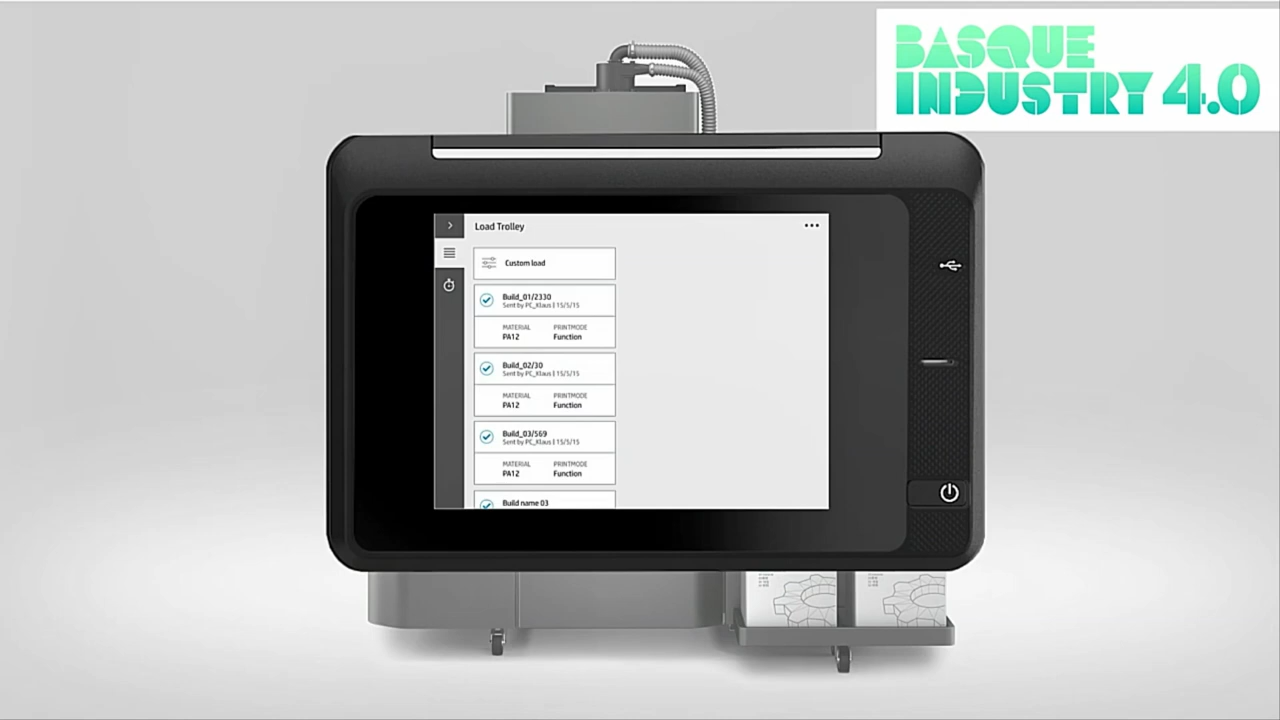 BASQUE
INDUSTRY 4.0
Load Trolley
Custom load
Build_01/2330
Sent by PC_Klaus | 15/5/15
MATERIAL PRINTMODE
PA12 Function
Build_02/30
Sent by PC_Klaus | 15/5/15
MATERIAL PRINTMODE
PA12 Function
Build_03/569
Sent by PC_Klaus | 15/5/15
MATERIAL PRINTMODE
PA12 Function
Build name 03